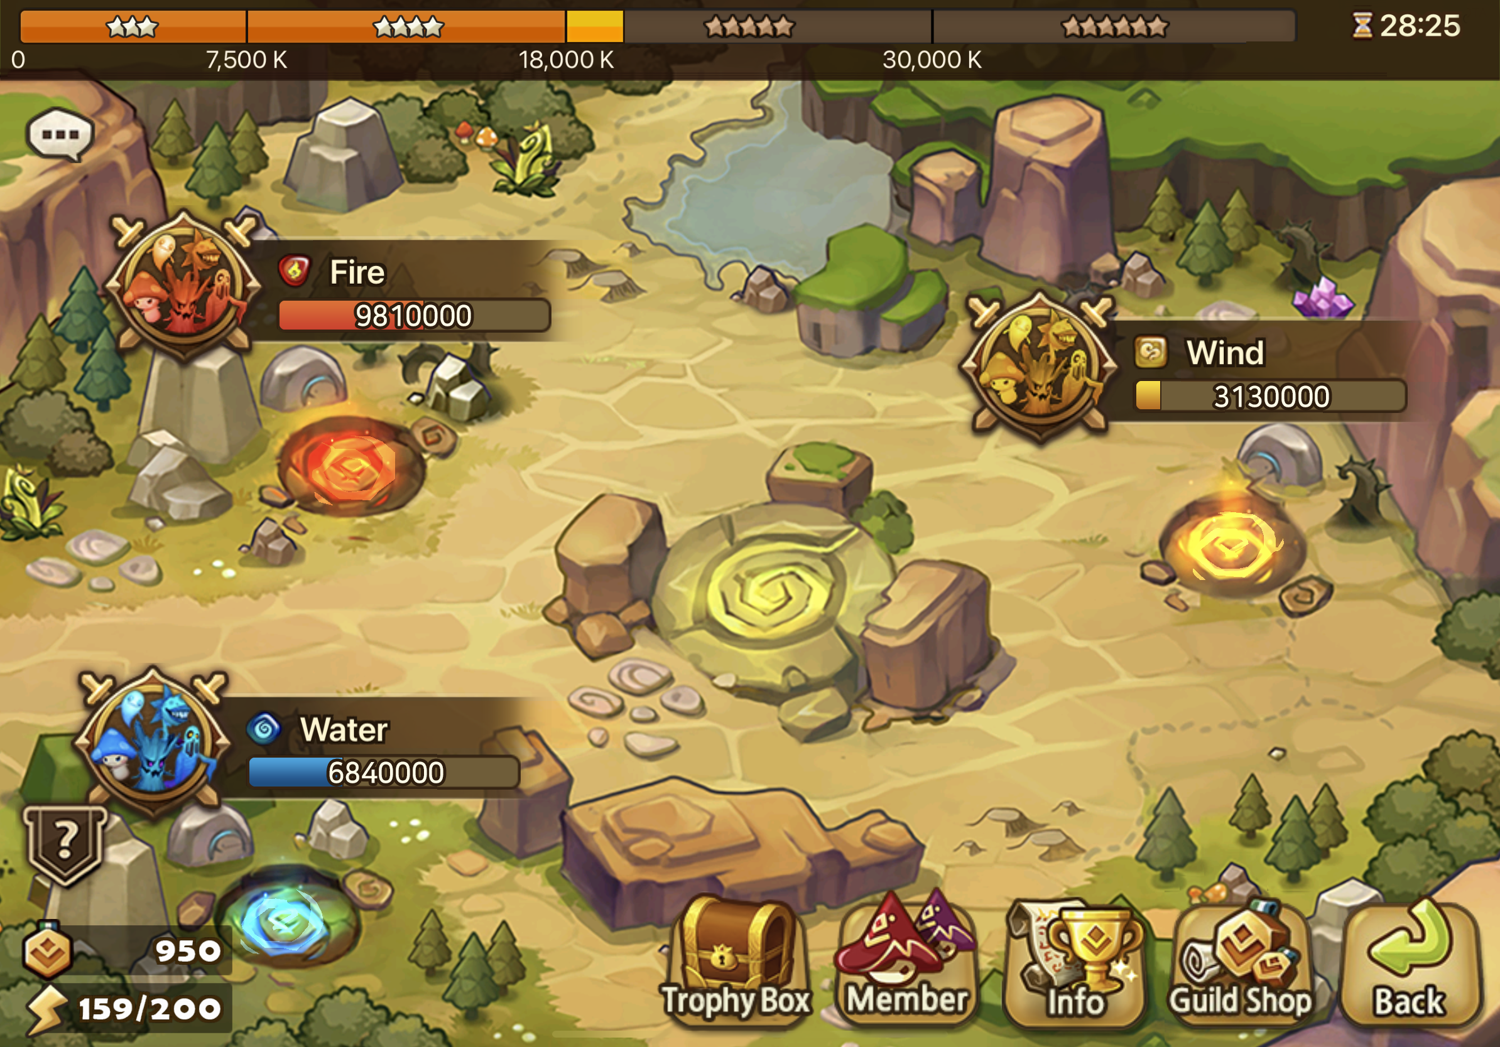 28:25
0
7,500 K
18,000 K
30,000 K
Fire
9810000
Wind
3130000
Water
6840000
?
950
159/200
Trophy Box
Member
Info
Guild Shop
Back